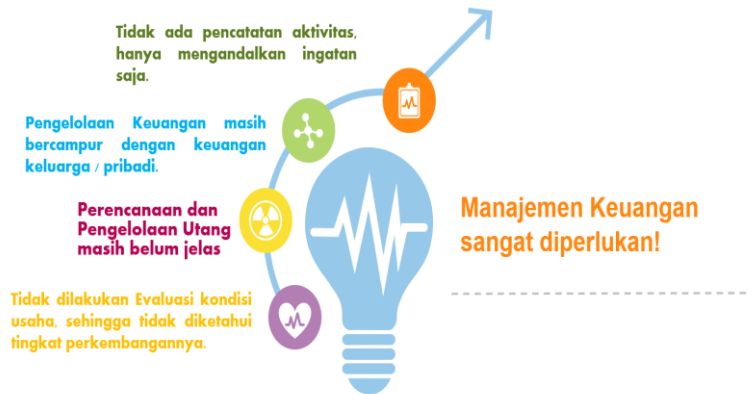 Tidak ada pencatatan aktivitas,
hanya mengandalkan ingatan
saja.
Pengelolaan Keuangan masih
bercampur dengan keuangan
keluarga / pribadi.
Perencanaan dan
Pengelolaan Utang
masih belum jelas
Tidak dilakukan Evaluasi kondisi
usaha, sehingga tidak diketahui
tingkat perkembangannya.
Manajemen Keuangan
sangat diperlukan!